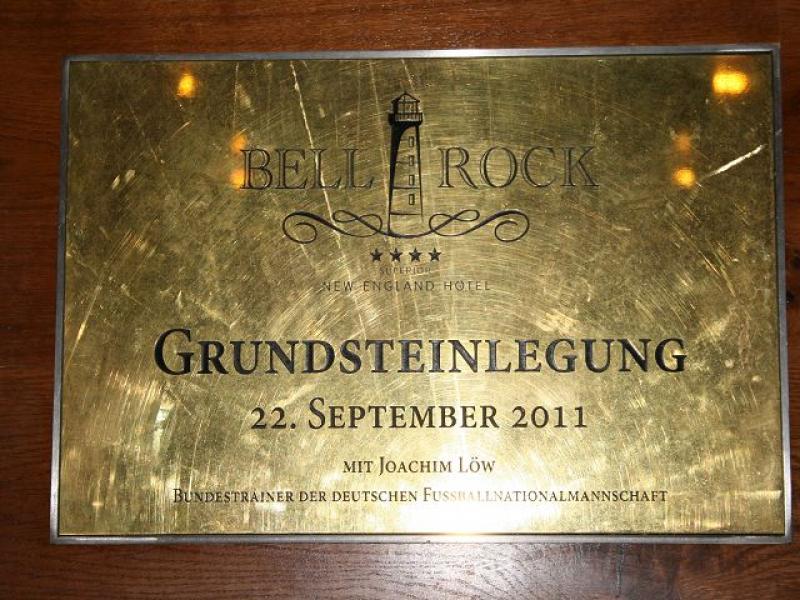 BELL ROCK
★★★★
SUPERIOR
NEW ENGLAND HOTEL
GRUNDSTEINLEGUNG
22. SEPTEMBER 2011
MIT JOACHIM LÖW
BUNDESTRAINER DER DEUTSCHEN FUSSBALLNATIONALMANNSCHAFT